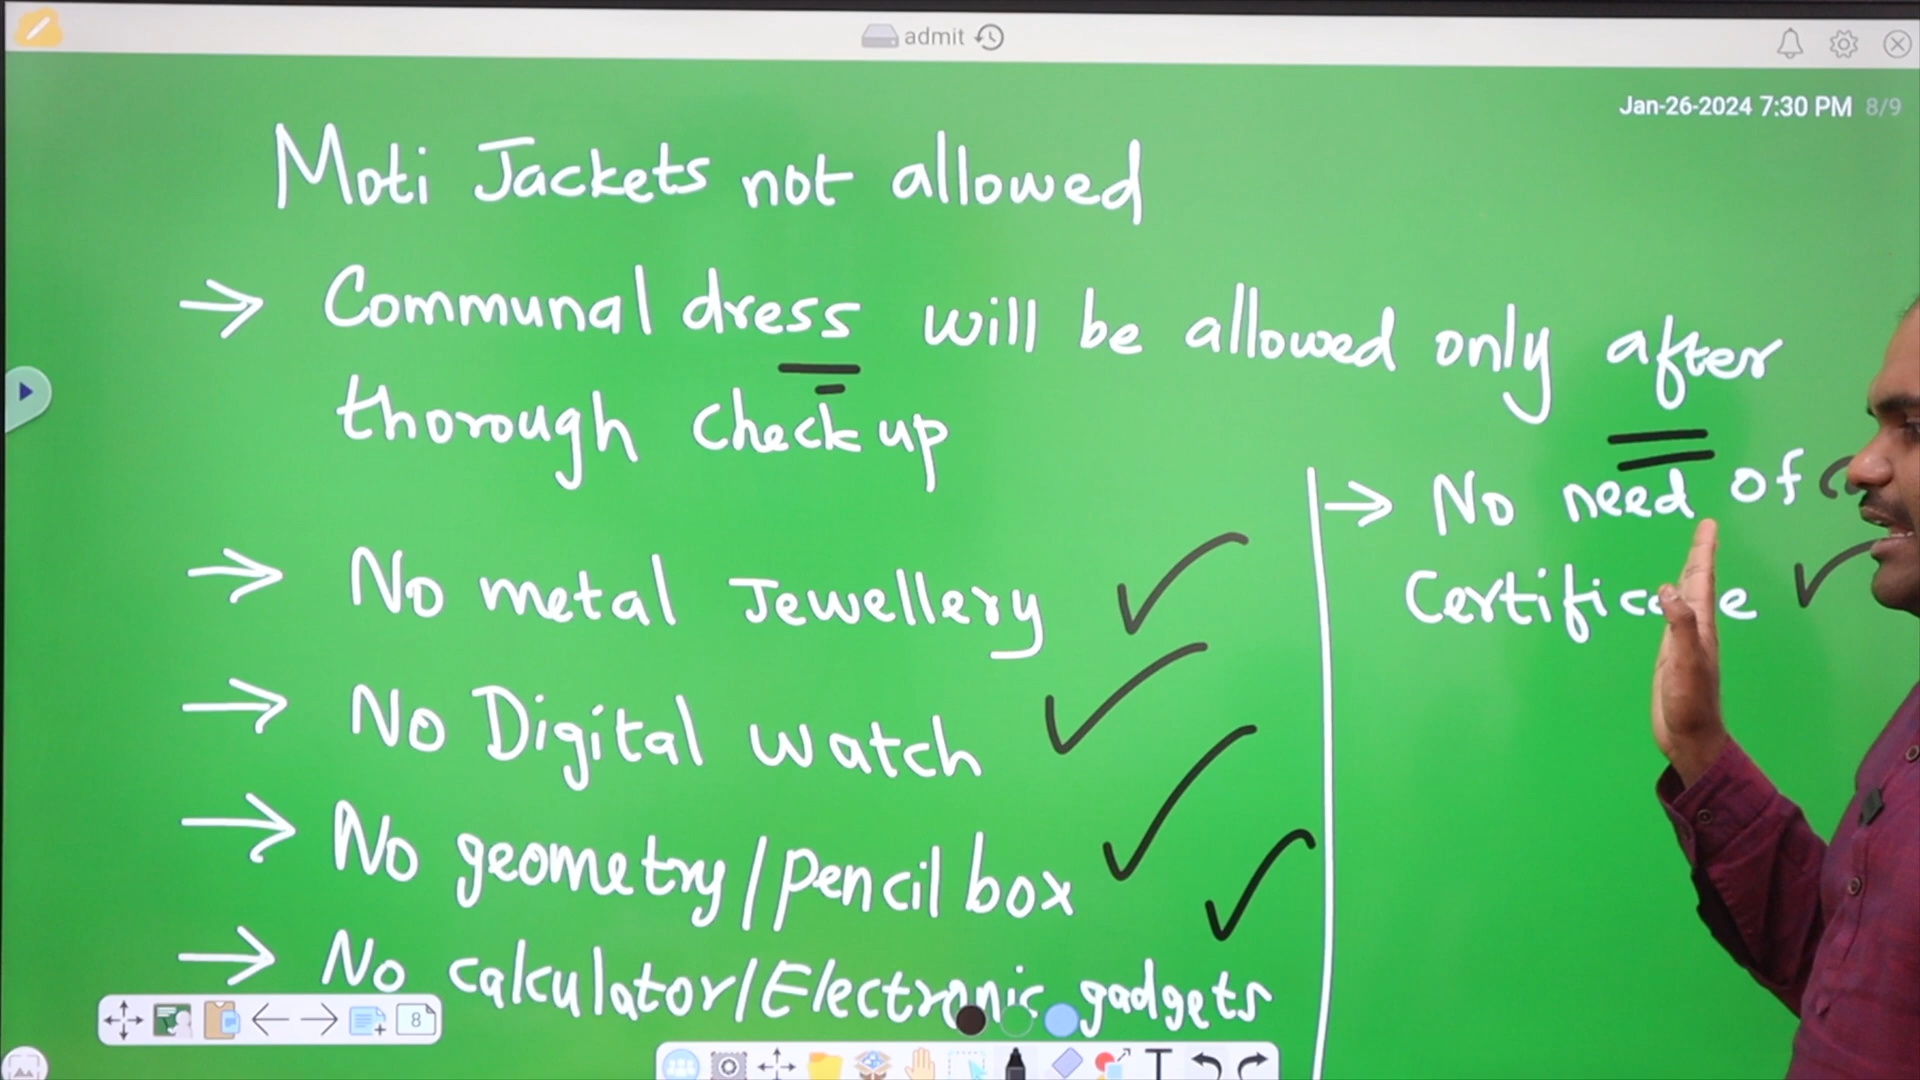 admit
Jan-26-2024 7:30 PM 8/9
Moti Jackets not allowed
→ Communal dress will be allowed only after
thorough check up
→ No metal Jewellery ✓
→ No Digital watch ✓
→ No geometry/pencil box ✓
→ No calculator/Electronic gadgets ✓
→ No need of
Certificate ✓
8
T